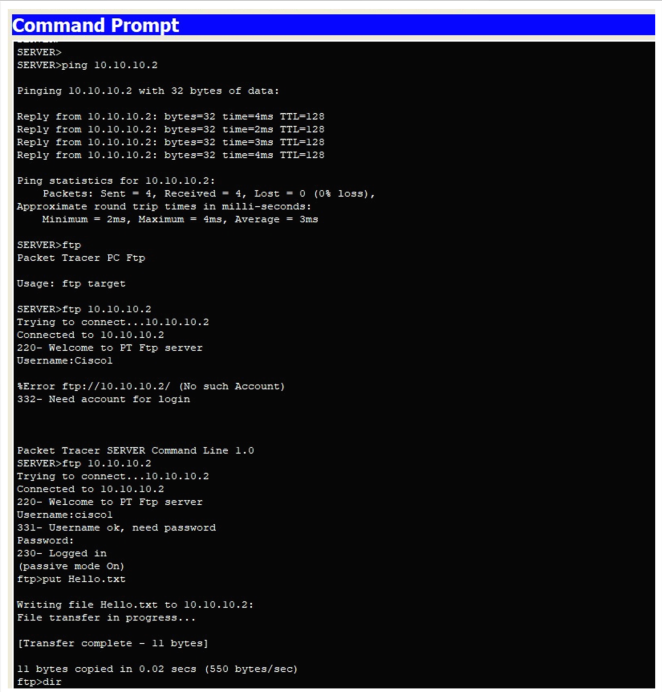 Command Prompt
SERVER>
SERVER>ping 10.10.10.2
Pinging 10.10.10.2 with 32 bytes of data:
Reply from 10.10.10.2: bytes=32 time=4ms TTL=128
Reply from 10.10.10.2: bytes=32 time=2ms TTL=128
Reply from 10.10.10.2: bytes=32 time=3ms TTL=128
Reply from 10.10.10.2: bytes=32 time=4ms TTL=128
Ping statistics for 10.10.10.2:
    Packets: Sent = 4, Received = 4, Lost = 0 (0% loss),
Approximate round trip times in milli-seconds:
    Minimum = 2ms, Maximum = 4ms, Average = 3ms
SERVER>ftp
Packet Tracer PC Ftp
Usage: ftp target
SERVER>ftp 10.10.10.2
Trying to connect...10.10.10.2
Connected to 10.10.10.2
220- Welcome to PT Ftp server
Username:Cisco1
%Error ftp://10.10.10.2/ (No such Account)
332- Need account for login
Packet Tracer SERVER Command Line 1.0
SERVER>ftp 10.10.10.2
Trying to connect...10.10.10.2
Connected to 10.10.10.2
220- Welcome to PT Ftp server
Username:cisco1
331- Username ok, need password
Password:
230- Logged in
(passive mode On)
ftp>put Hello.txt
Writing file Hello.txt to 10.10.10.2:
File transfer in progress...
[Transfer complete - 11 bytes]
11 bytes copied in 0.02 secs (550 bytes/sec)
ftp>dir